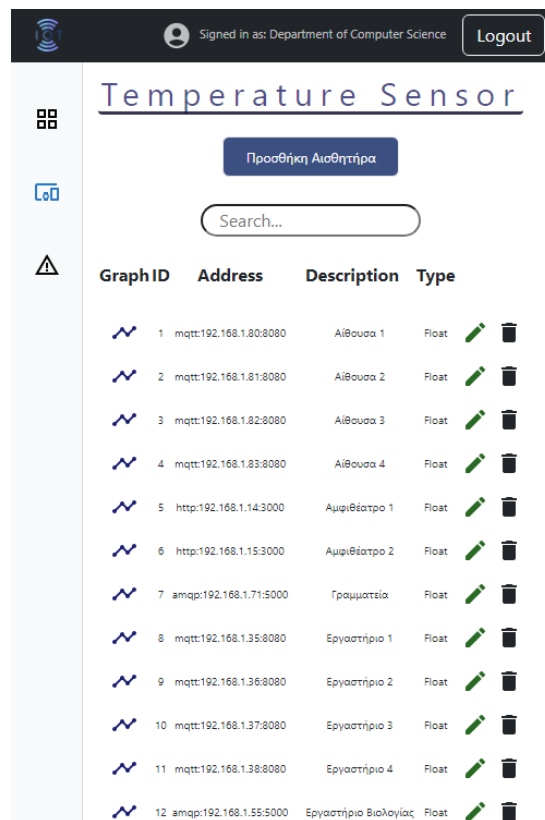 ICT
Signed in as: Department of Computer Science
Logout
Temperature Sensor
Προσθήκη Αισθητήρα
Search...
Graph ID Address Description Type
1 mqtt:192.168.1.80:8080 Αίθουσα 1 Float
2 mqtt:192.168.1.81:8080 Αίθουσα 2 Float
3 mqtt:192.168.1.82:8080 Αίθουσα 3 Float
4 mqtt:192.168.1.83:8080 Αίθουσα 4 Float
5 http:192.168.1.14:3000 Αμφιθέατρο 1 Float
6 http:192.168.1.15:3000 Αμφιθέατρο 2 Float
7 amqp:192.168.1.71:5000 Γραμματεία Float
8 mqtt:192.168.1.35:8080 Εργαστήριο 1 Float
9 mqtt:192.168.1.36:8080 Εργαστήριο 2 Float
10 mqtt:192.168.1.37:8080 Εργαστήριο 3 Float
11 mqtt:192.168.1.38:8080 Εργαστήριο 4 Float
12 amqp:192.168.1.55:5000 Εργαστήριο Βιολογίας Float